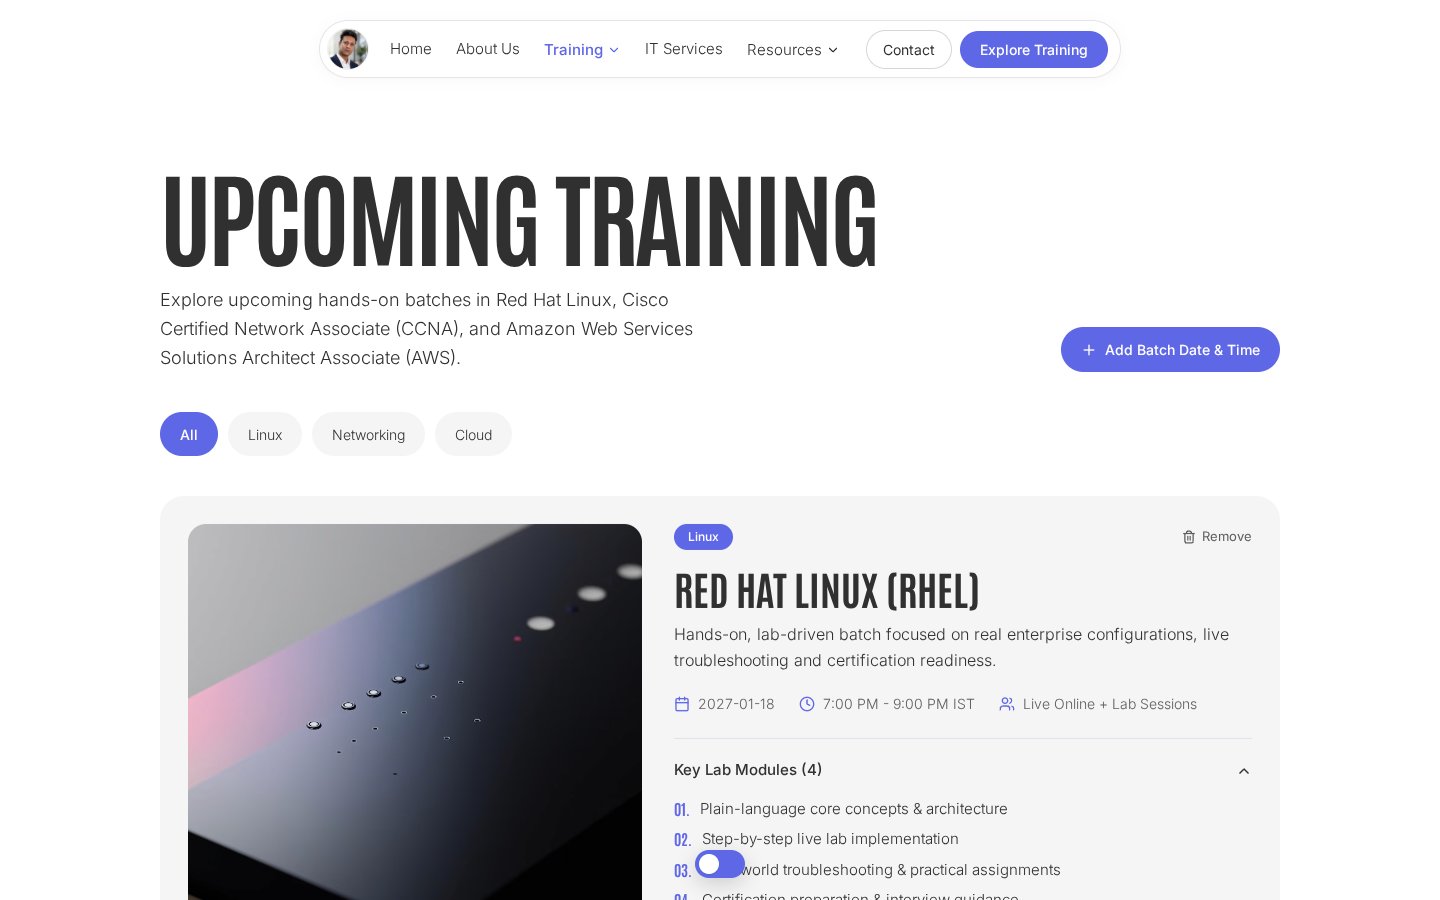 Home
About Us
Training
IT Services
Resources
Contact
Explore Training
UPCOMING TRAINING
Explore upcoming hands-on batches in Red Hat Linux, Cisco
Certified Network Associate (CCNA), and Amazon Web Services
Solutions Architect Associate (AWS).
+ Add Batch Date & Time
All
Linux
Networking
Cloud
Linux
Remove
RED HAT LINUX (RHEL)
Hands-on, lab-driven batch focused on real enterprise configurations, live
troubleshooting and certification readiness.
2027-01-18
7:00 PM - 9:00 PM IST
Live Online + Lab Sessions
Key Lab Modules (4)
01. Plain-language core concepts & architecture
02. Step-by-step live lab implementation
03. world troubleshooting & practical assignments
04. Certification preparation & interview guidance